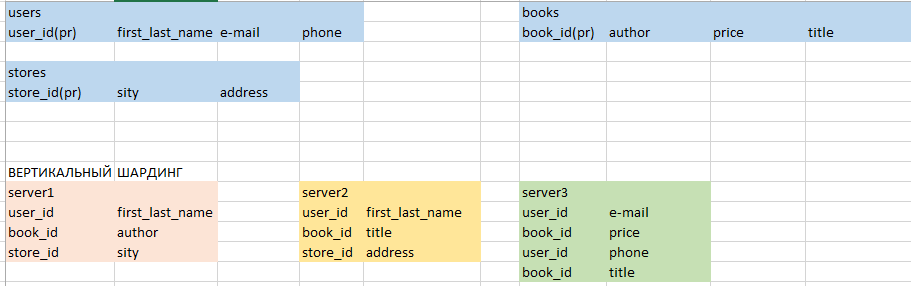 users books
user_id(pr) first_last_name e-mail phone book_id(pr) author price title
stores
store_id(pr) sity address
ВЕРТИКАЛЬНЫЙ ШАРДИНГ
server1 server2 server3
user_id first_last_name user_id first_last_name user_id e-mail
book_id author book_id title book_id price
store_id sity store_id address user_id phone
book_id title